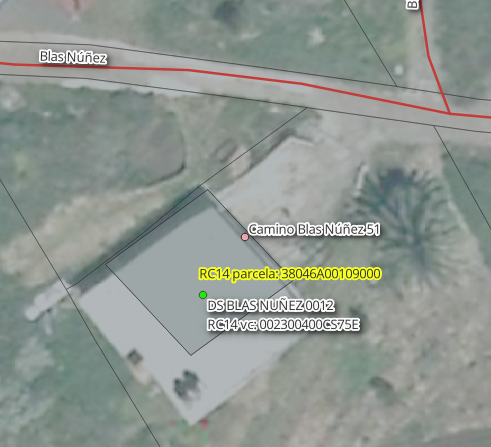 B
Blas Núñez
Camino Blas Núñez 51
RC14 parcela: 38046A00109000
DS BLAS NUÑEZ 0012
RC14 vc: 002300400CS75E